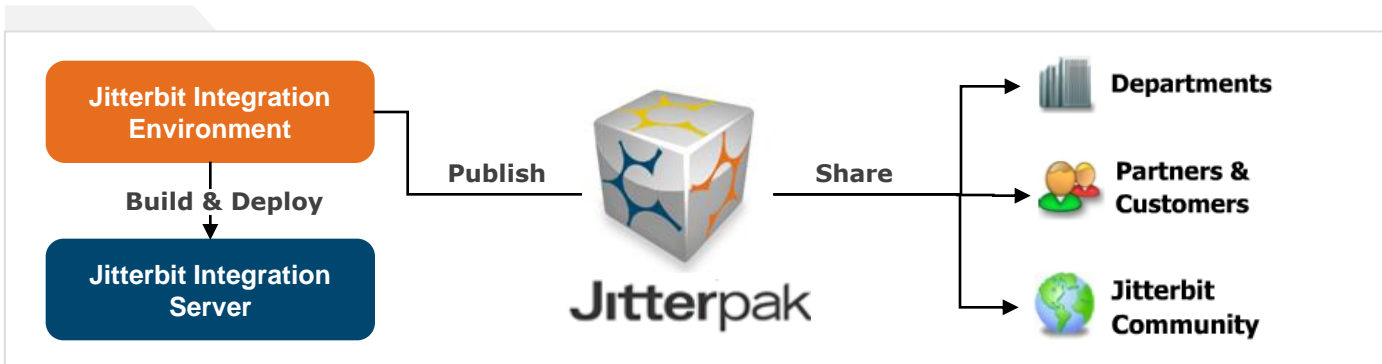 Jitterbit Integration
Environment
Build & Deploy
Jitterbit Integration
Server
Publish
Jitterpak
Share
Departments
Partners &
Customers
Jitterbit
Community